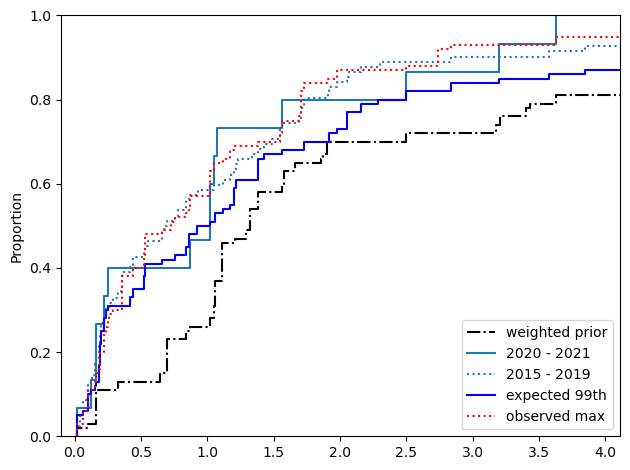 1.0
0.8
0.6
0.4
0.2
0.0
Proportion
0.0 0.5 1.0 1.5 2.0 2.5 3.0 3.5 4.0
weighted prior
2020 - 2021
2015 - 2019
expected 99th
observed max